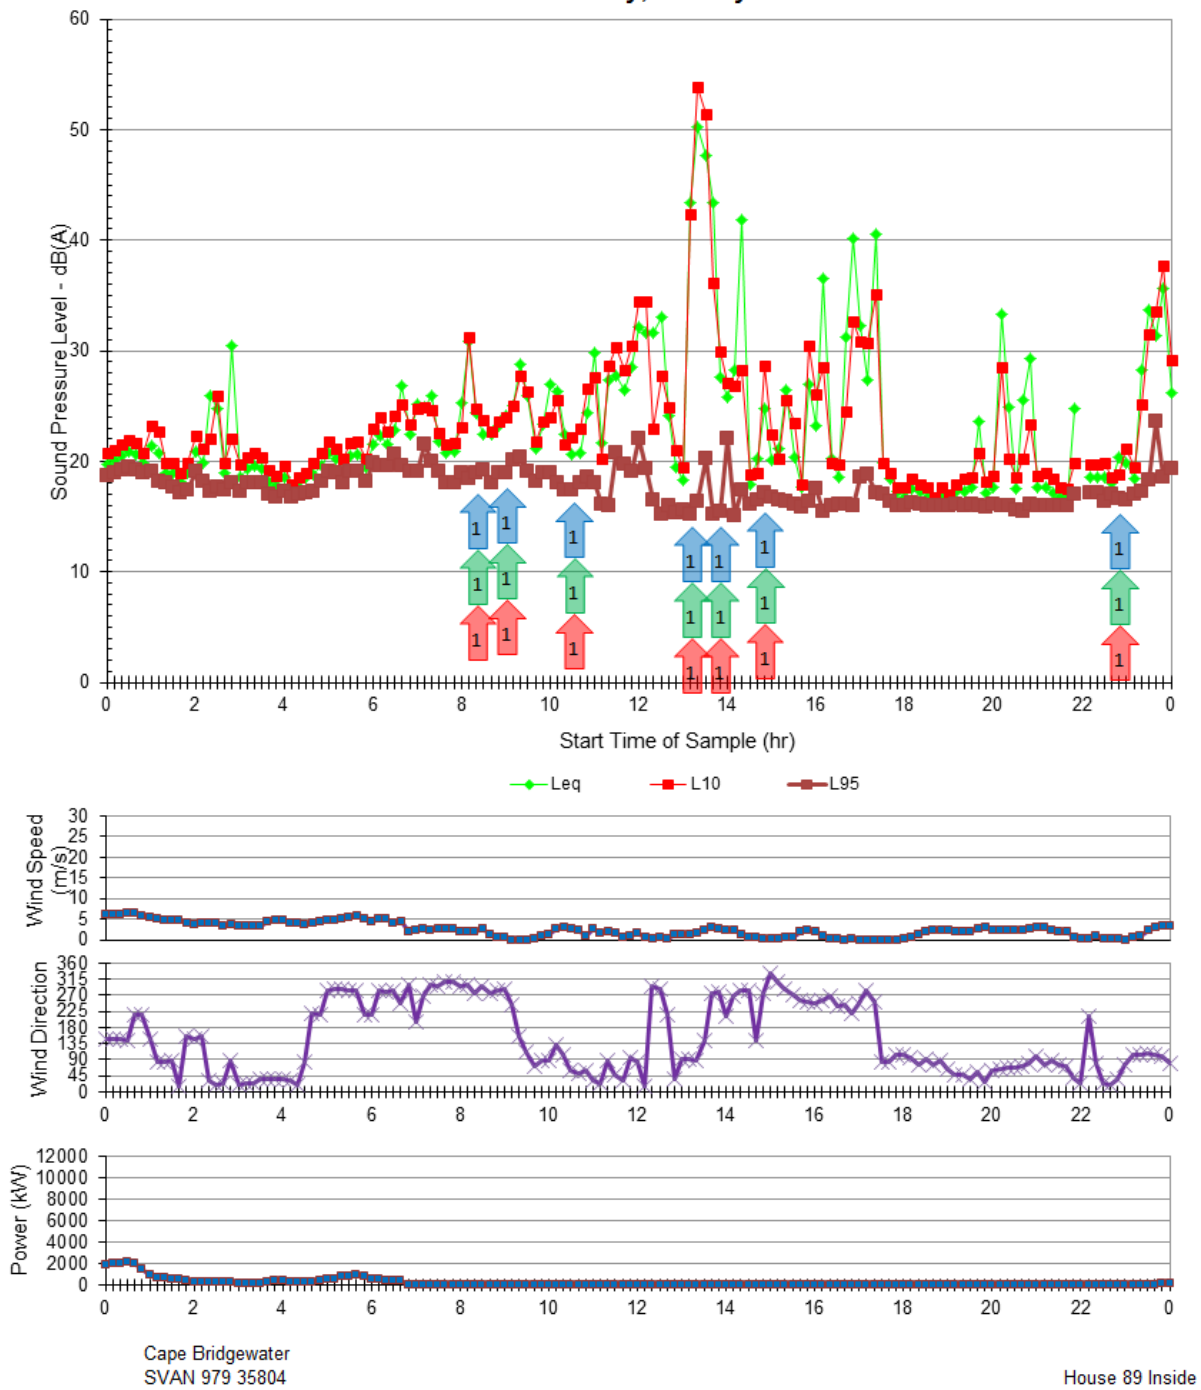 60
50
40
30
20
10
0
Sound Pressure Level - dB(A)
1 1 1 1 1 1 1
1 1 1 1 1 1 1
1 1 1 1 1 1 1
0 2 4 6 8 10 12 14 16 18 20 22 0
Start Time of Sample (hr)
Leq L10 L95
30
25
20
15
10
5
0
Wind Speed
(m/s)
360
315
270
225
180
135
90
45
0
Wind Direction
0 2 4 6 8 10 12 14 16 18 20 22 0
12000
10000
8000
6000
4000
2000
0
Power (kW)
0 2 4 6 8 10 12 14 16 18 20 22 0
Cape Bridgewater
SVAN 979 35804
House 89 Inside